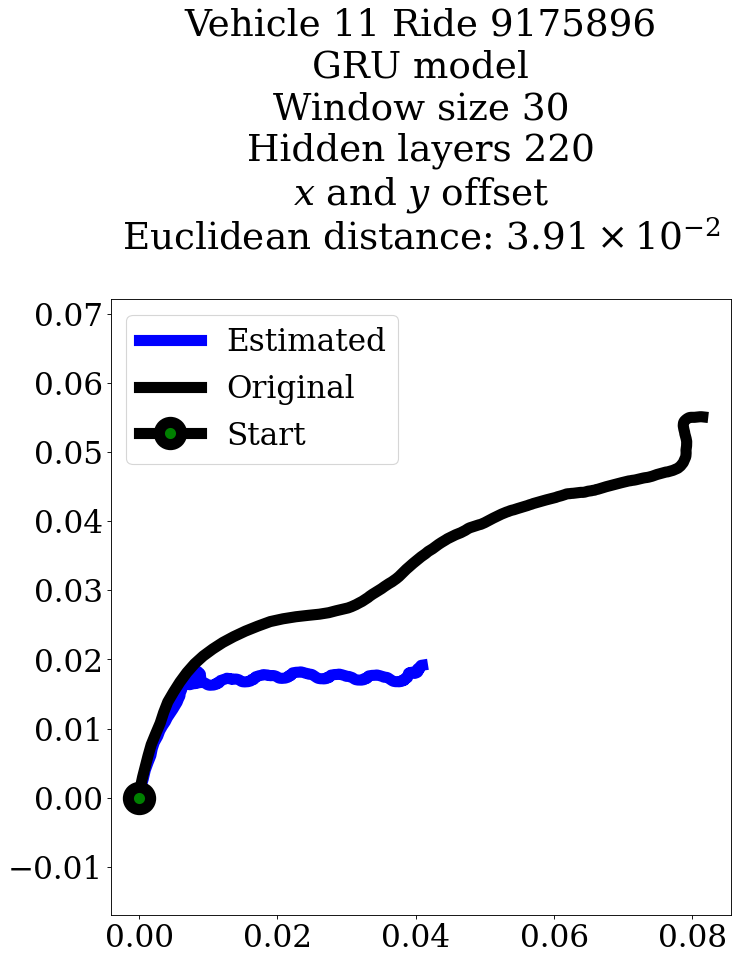 Vehicle 11 Ride 9175896
GRU model
Window size 30
Hidden layers 220
x and y offset
Euclidean distance: 3.91 × 10⁻²
Estimated
Original
Start
0.07
0.06
0.05
0.04
0.03
0.02
0.01
0.00
−0.01
0.00 0.02 0.04 0.06 0.08